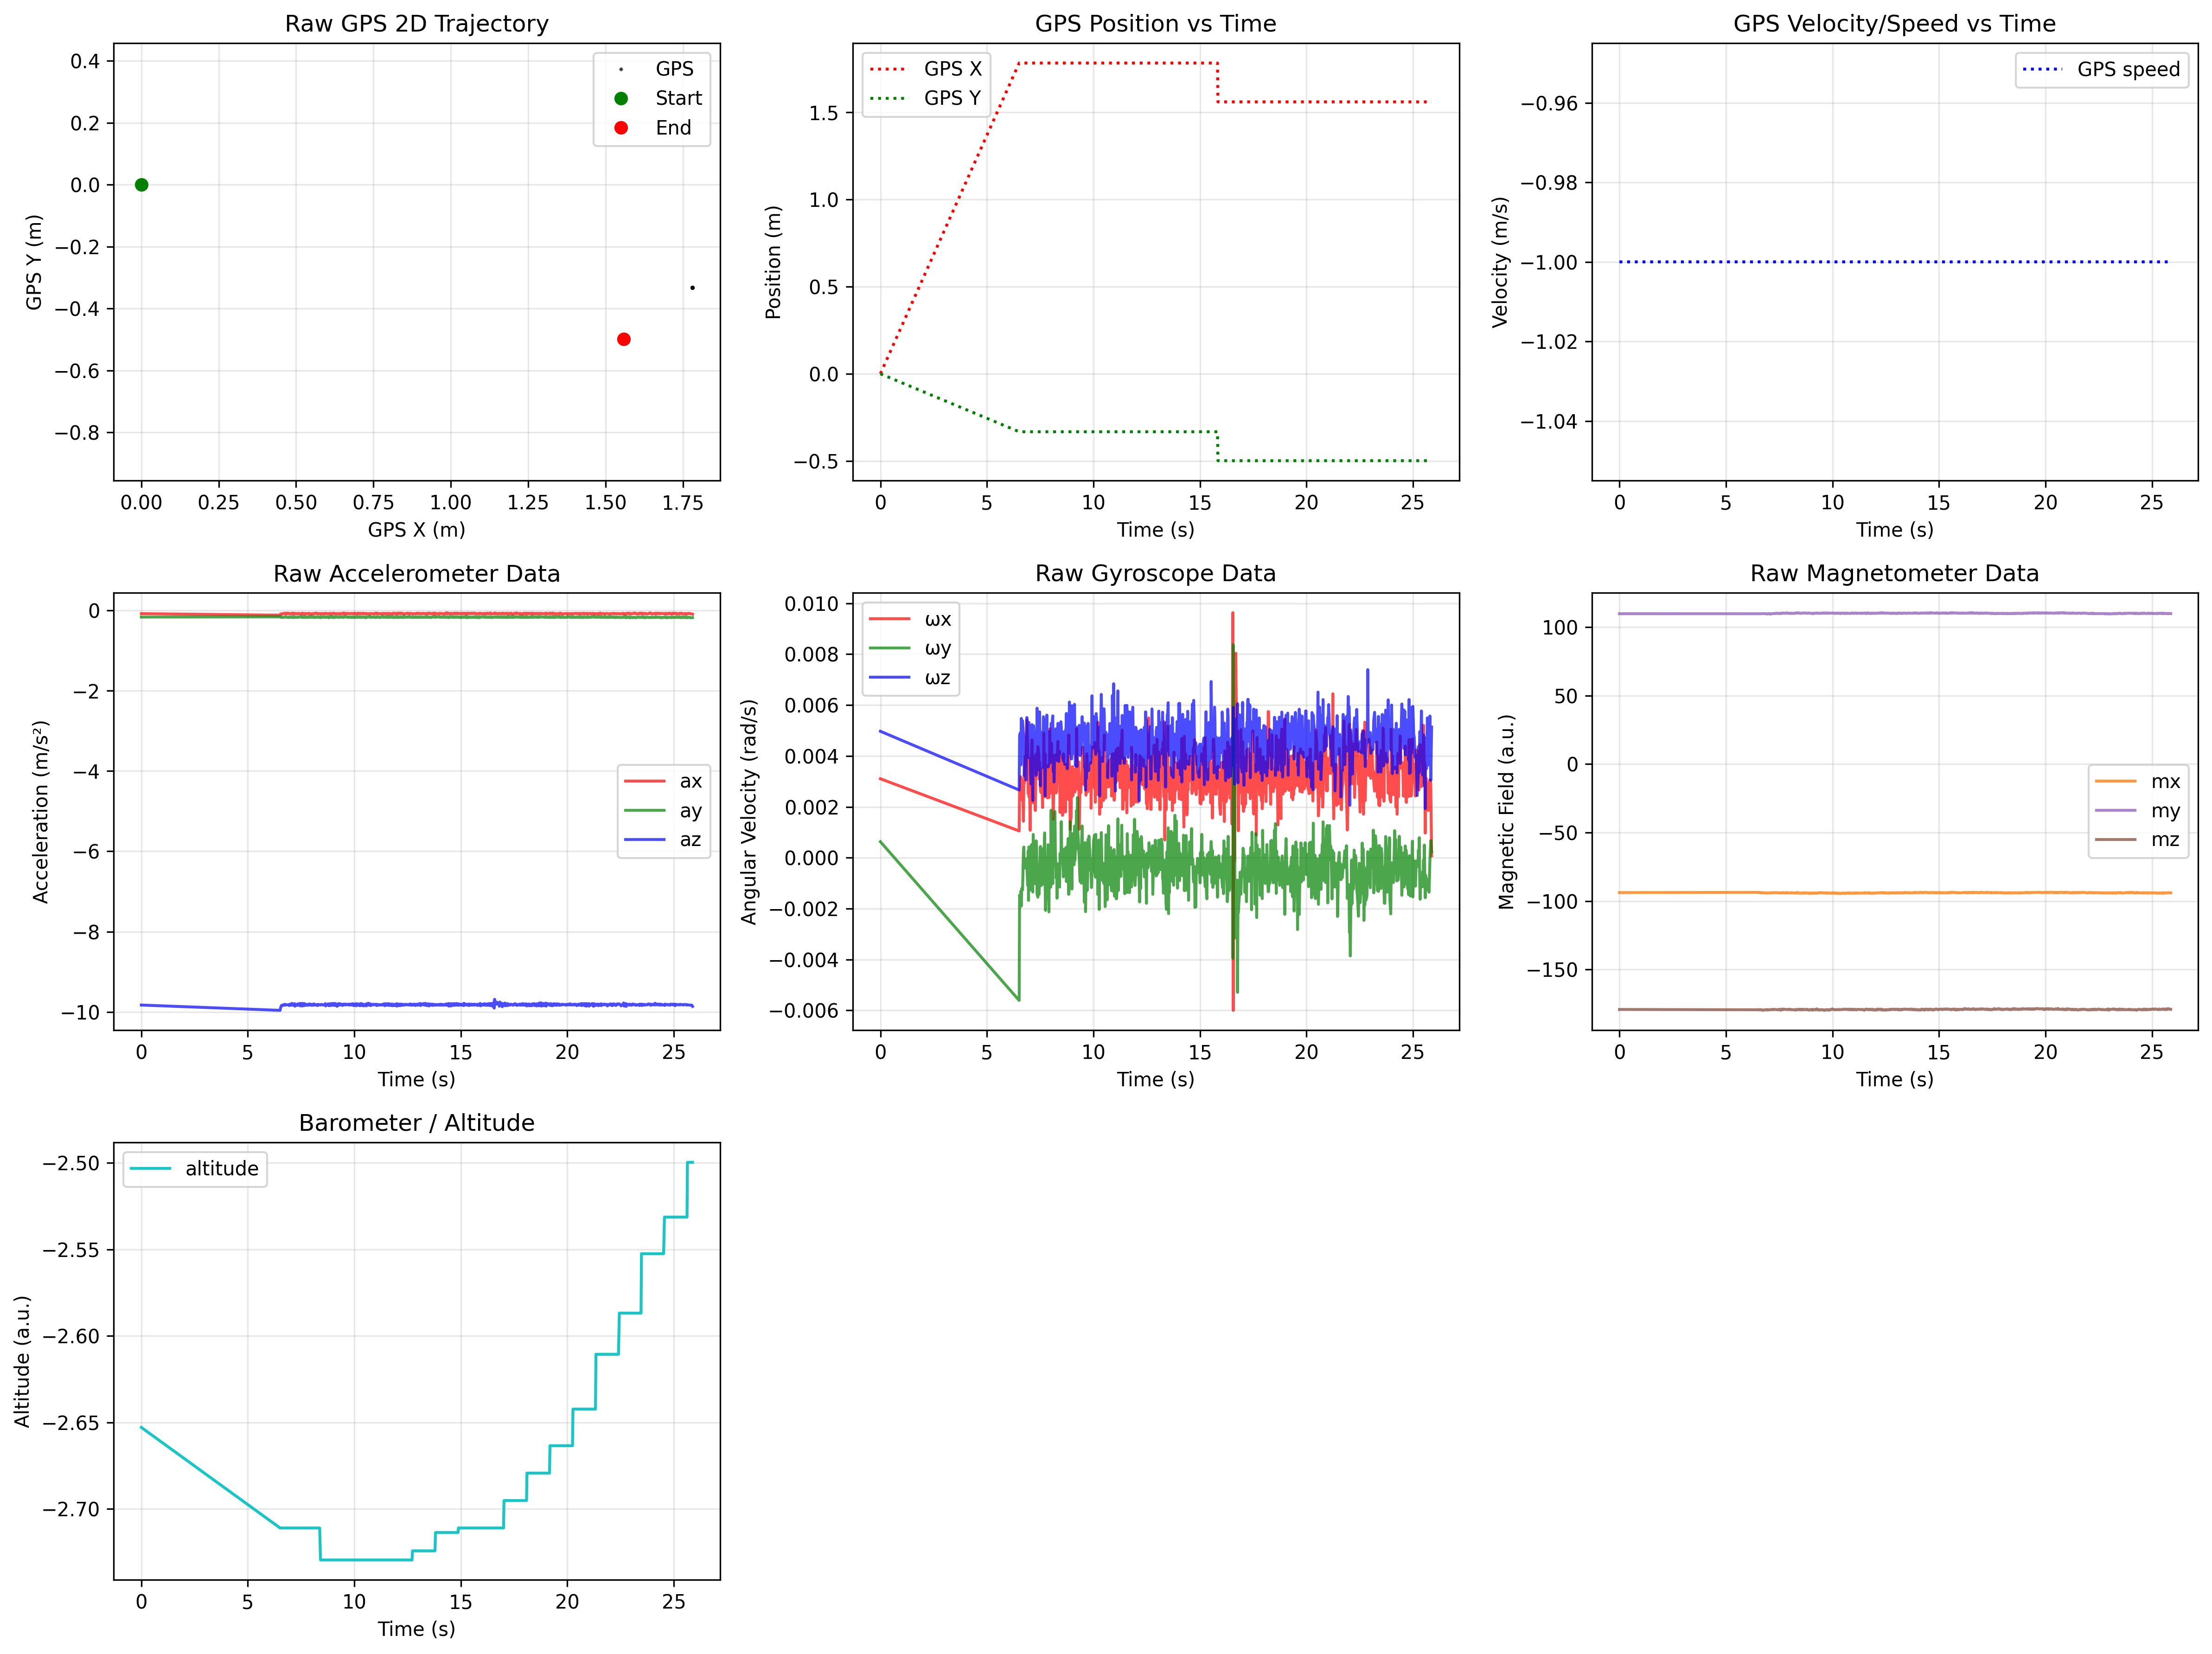 Raw GPS 2D Trajectory
GPS
Start
End
0.4
0.2
0.0
−0.2
−0.4
−0.6
−0.8
GPS Y (m)
0.00 0.25 0.50 0.75 1.00 1.25 1.50 1.75
GPS X (m)
GPS Position vs Time
GPS X
GPS Y
1.5
1.0
0.5
0.0
−0.5
Position (m)
0 5 10 15 20 25
Time (s)
GPS Velocity/Speed vs Time
GPS speed
−0.96
−0.98
−1.00
−1.02
−1.04
Velocity (m/s)
0 5 10 15 20 25
Time (s)
Raw Accelerometer Data
0
−2
−4
−6
−8
−10
Acceleration (m/s²)
ax
ay
az
0 5 10 15 20 25
Time (s)
Raw Gyroscope Data
ωx
ωy
ωz
0.010
0.008
0.006
0.004
0.002
0.000
−0.002
−0.004
−0.006
Angular Velocity (rad/s)
0 5 10 15 20 25
Time (s)
Raw Magnetometer Data
100
50
0
−50
−100
−150
Magnetic Field (a.u.)
mx
my
mz
0 5 10 15 20 25
Time (s)
Barometer / Altitude
altitude
−2.50
−2.55
−2.60
−2.65
−2.70
Altitude (a.u.)
0 5 10 15 20 25
Time (s)